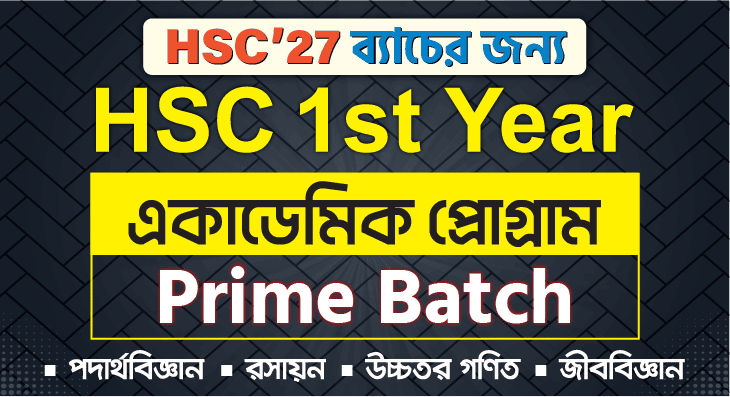 HSC’27 ব্যাচের জন্য
HSC 1st Year
একাডেমিক প্রোগ্রাম
Prime Batch
▪ পদার্থবিজ্ঞান ▪ রসায়ন ▪ উচ্চতর গণিত ▪ জীববিজ্ঞান